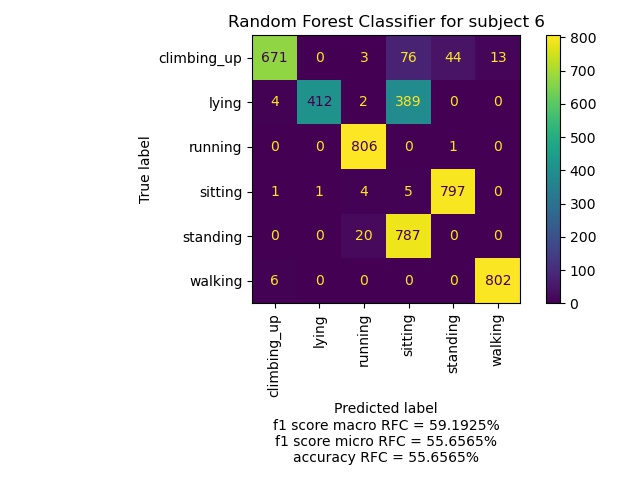 Random Forest Classifier for subject 6
climbing_up 671 0 3 76 44 13
lying 4 412 2 389 0 0
running 0 0 806 0 1 0
sitting 1 1 4 5 797 0
standing 0 0 20 787 0 0
walking 6 0 0 0 0 802
True label
climbing_up lying running sitting standing walking
Predicted label
f1 score macro RFC = 59.1925%
f1 score micro RFC = 55.6565%
accuracy RFC = 55.6565%
800
700
600
500
400
300
200
100
0